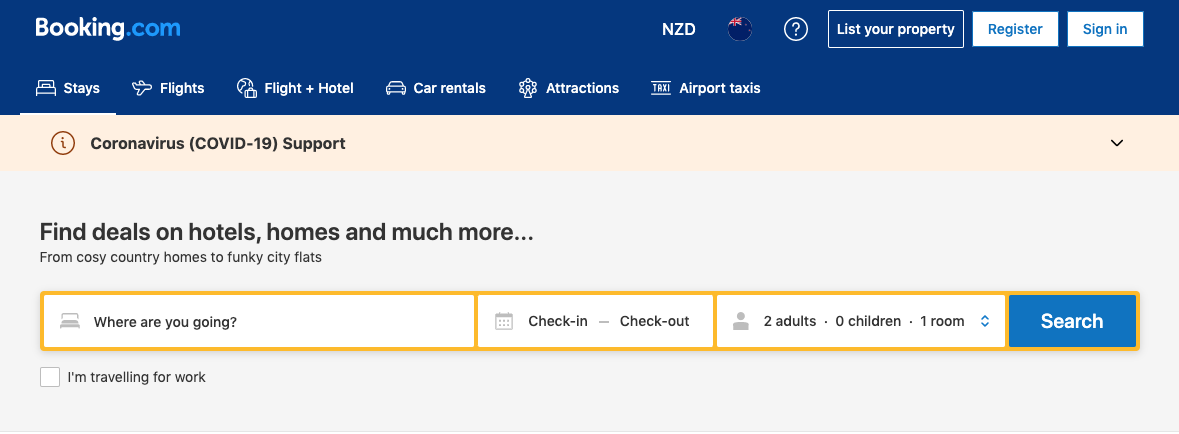 Booking.com NZD List your property Register Sign in
Stays Flights Flight + Hotel Car rentals Attractions TAXI Airport taxis
Coronavirus (COVID-19) Support
Find deals on hotels, homes and much more...
From cosy country homes to funky city flats
Where are you going? Check-in — Check-out 2 adults · 0 children · 1 room Search
I'm travelling for work